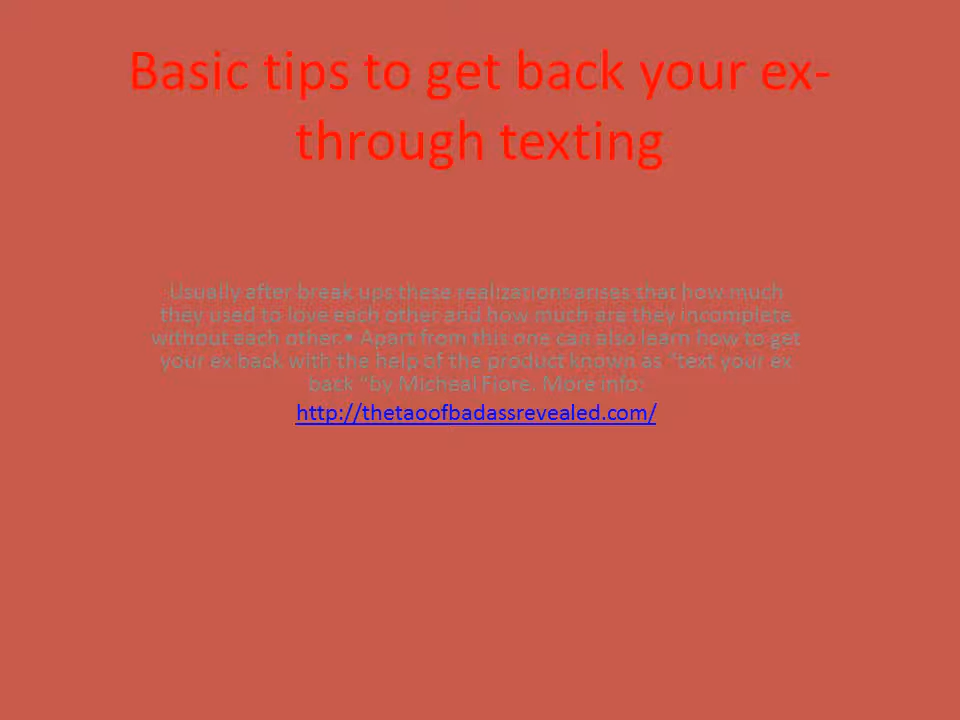 Basic tips to get back your ex-
through texting
Usually after break ups these realizations arises that how much
they used to love each other and how much are they incomplete
without each other.• Apart from this one can also learn how to get
your ex back with the help of the product known as "text your ex
back "by Micheal Fiore. More info:
http://thetaoofbadassrevealed.com/